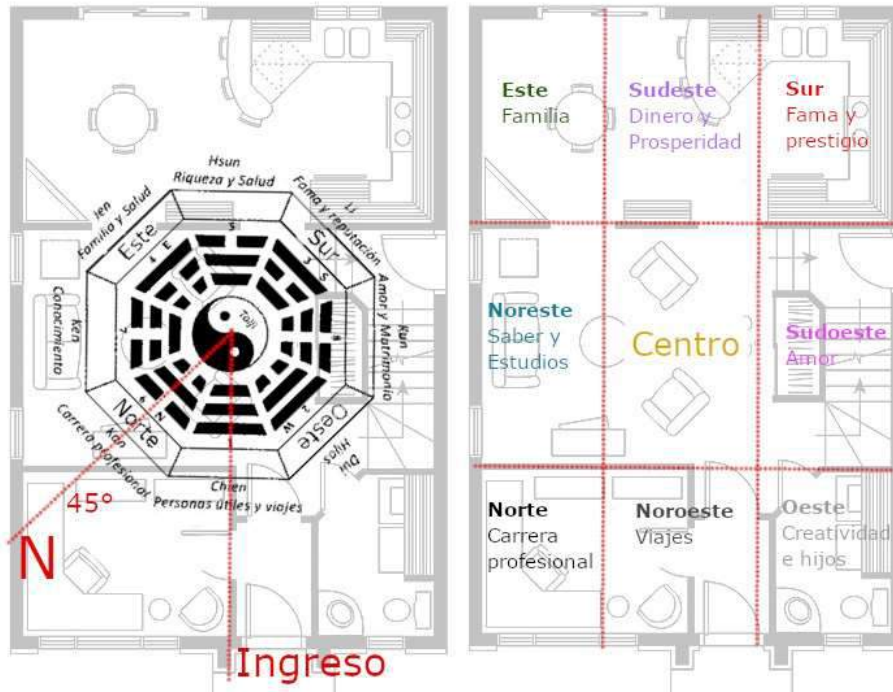 Hsun
Riqueza y Salud
Ien
Familia y Salud
Li
Fama y reputación
Este
Sur
Ken
Conocimiento
Kun
Amor y Matrimonio
Taiji
Norte
Oeste
Kan
Carrera profesional
Dui
Hijos
Chien
Personas útiles y viajes
45°
N
Ingreso
Este
Familia
Sudeste
Dinero y
Prosperidad
Sur
Fama y
prestigio
Noreste
Saber y
Estudios
Centro
Sudoeste
Amor
Norte
Carrera
profesional
Noroeste
Viajes
Oeste
Creatividad
e hijos